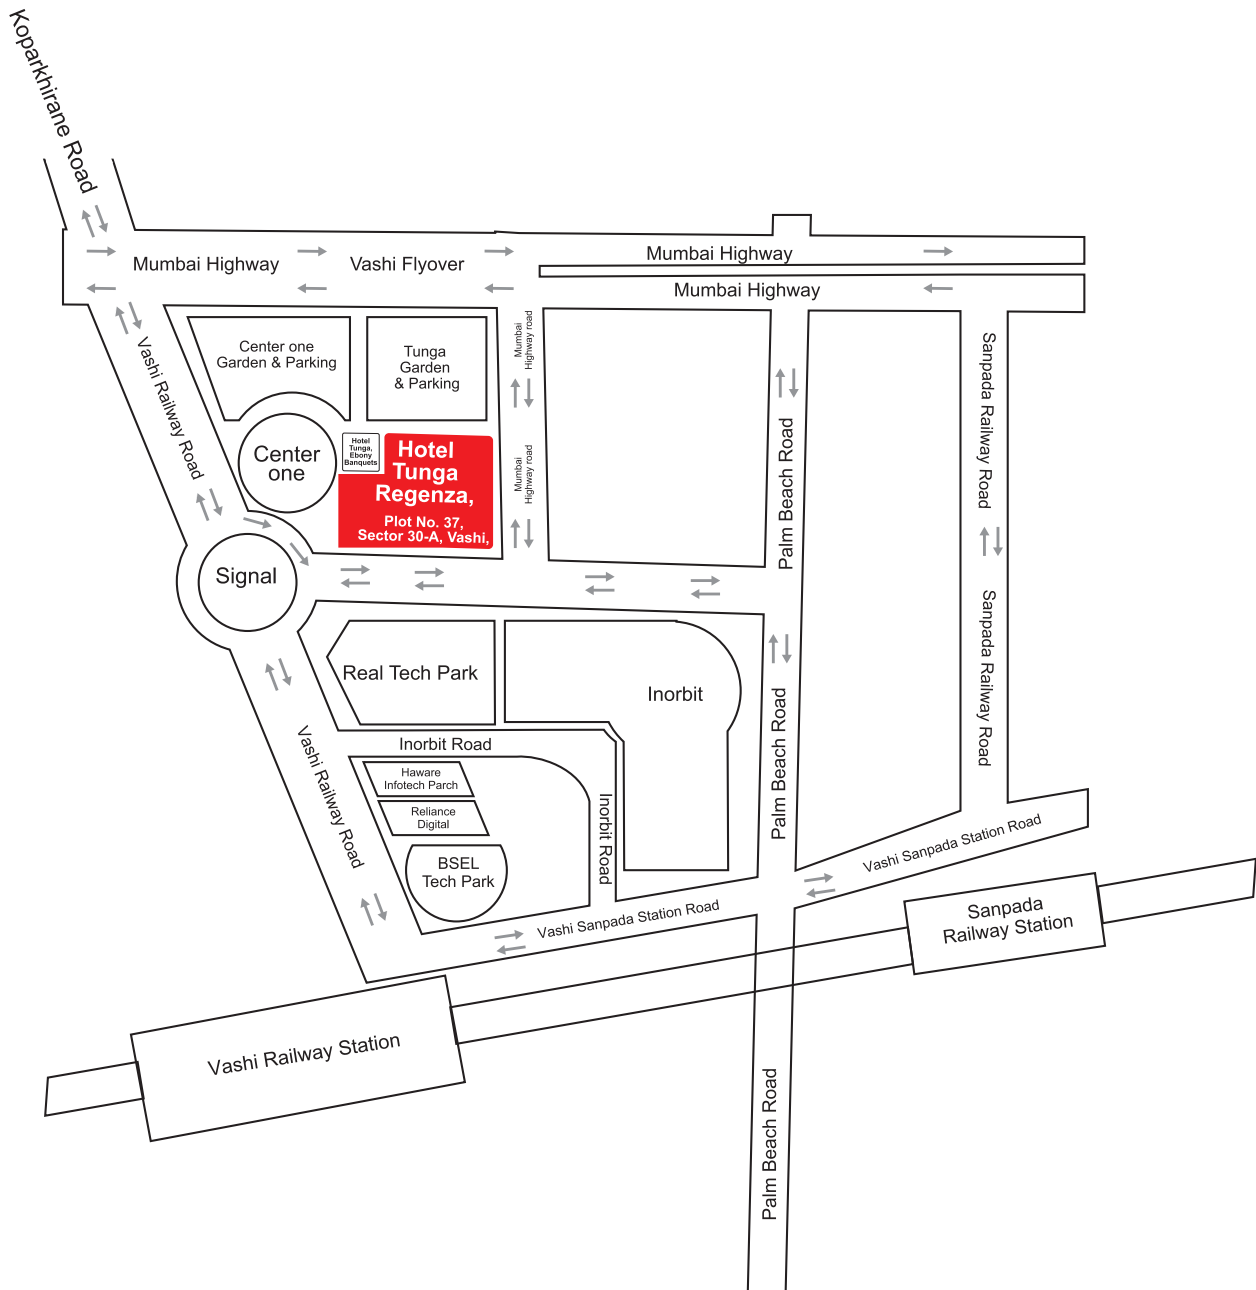 Koparkhirane Road
Mumbai Highway
Vashi Flyover
Mumbai Highway
Mumbai Highway
Vashi Railway Road
Center one
Garden & Parking
Tunga
Garden
& Parking
Mumbai
Highway road
Sanpada Railway Road
Center
one
Hotel
Tunga,
Ebony
Banquets
Hotel
Tunga
Regenza,
Plot No. 37,
Sector 30-A, Vashi,
Mumbai
Highway road
Palm Beach Road
Signal
Sanpada Railway Road
Real Tech Park
Inorbit
Palm Beach Road
Inorbit Road
Vashi Railway Road
Haware
Infotech Parch
Reliance
Digital
Inorbit Road
BSEL
Tech Park
Vashi Sanpada Station Road
Vashi Sanpada Station Road
Sanpada
Railway Station
Vashi Railway Station
Palm Beach Road